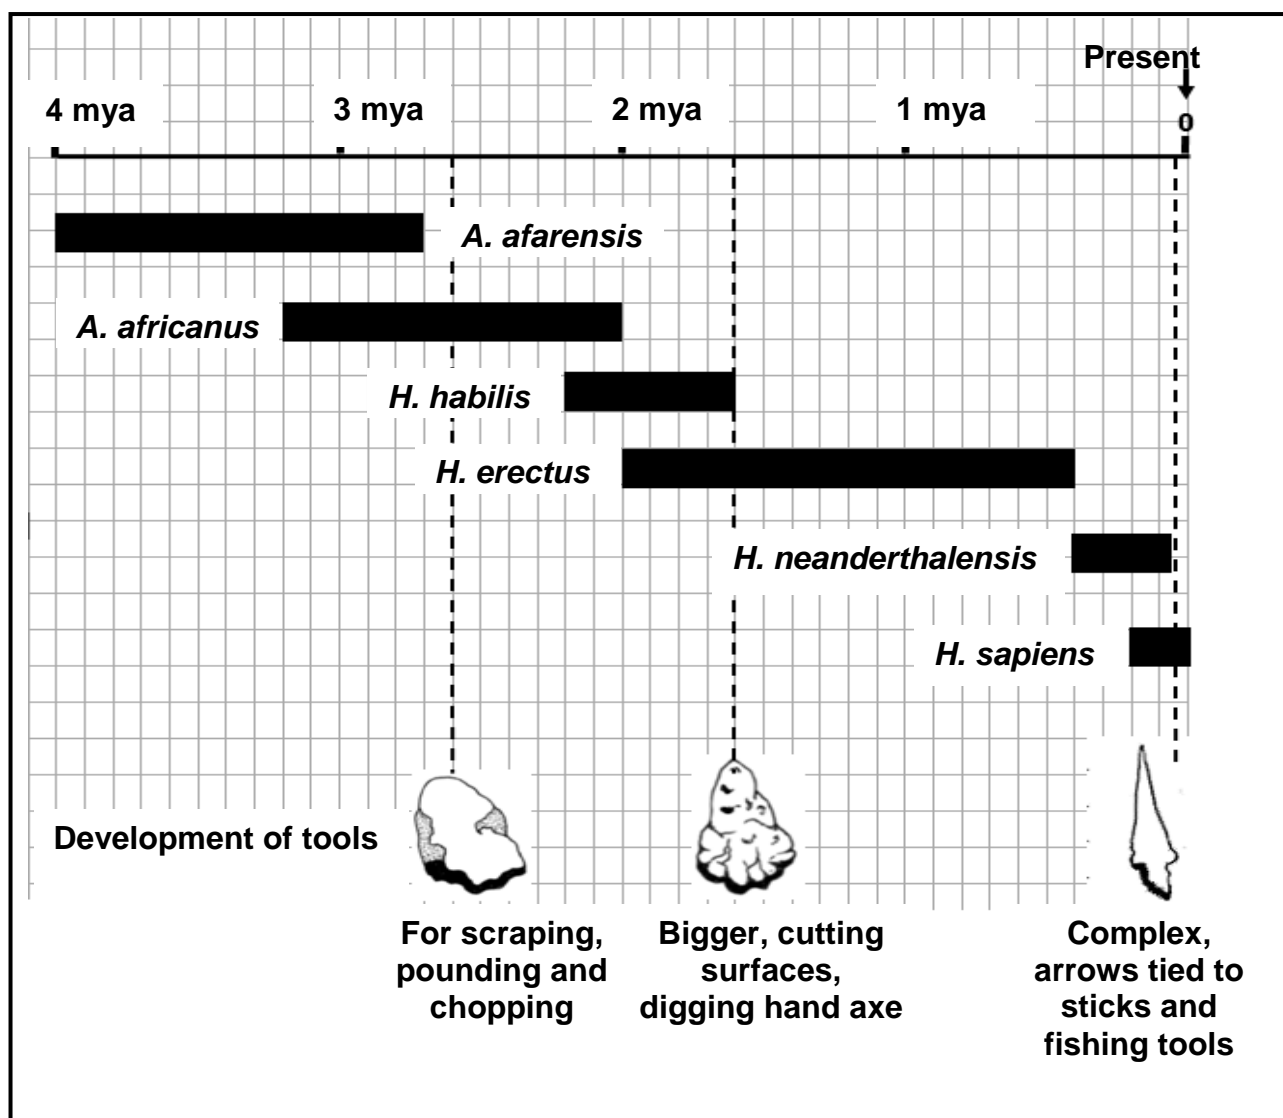 Present
4 mya 3 mya 2 mya 1 mya 0
A. afarensis
A. africanus
H. habilis
H. erectus
H. neanderthalensis
H. sapiens
Development of tools
For scraping,
pounding and
chopping
Bigger, cutting
surfaces,
digging hand axe
Complex,
arrows tied to
sticks and
fishing tools